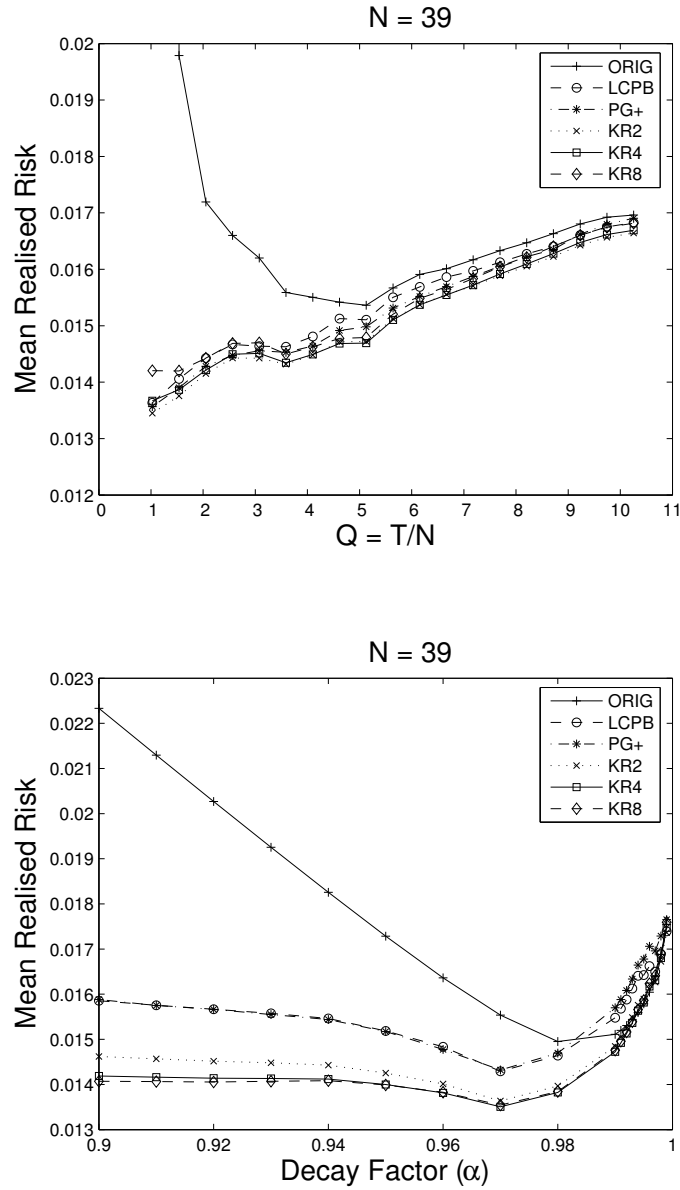 N = 39
0.02
0.019
0.018
0.017
0.016
0.015
0.014
0.013
0.012
Mean Realised Risk
ORIG
LCPB
PG+
KR2
KR4
KR8
0 1 2 3 4 5 6 7 8 9 10 11
Q = T/N
N = 39
0.023
0.022
0.021
0.02
0.019
0.018
0.017
0.016
0.015
0.014
0.013
Mean Realised Risk
ORIG
LCPB
PG+
KR2
KR4
KR8
0.9 0.92 0.94 0.96 0.98 1
Decay Factor (α)